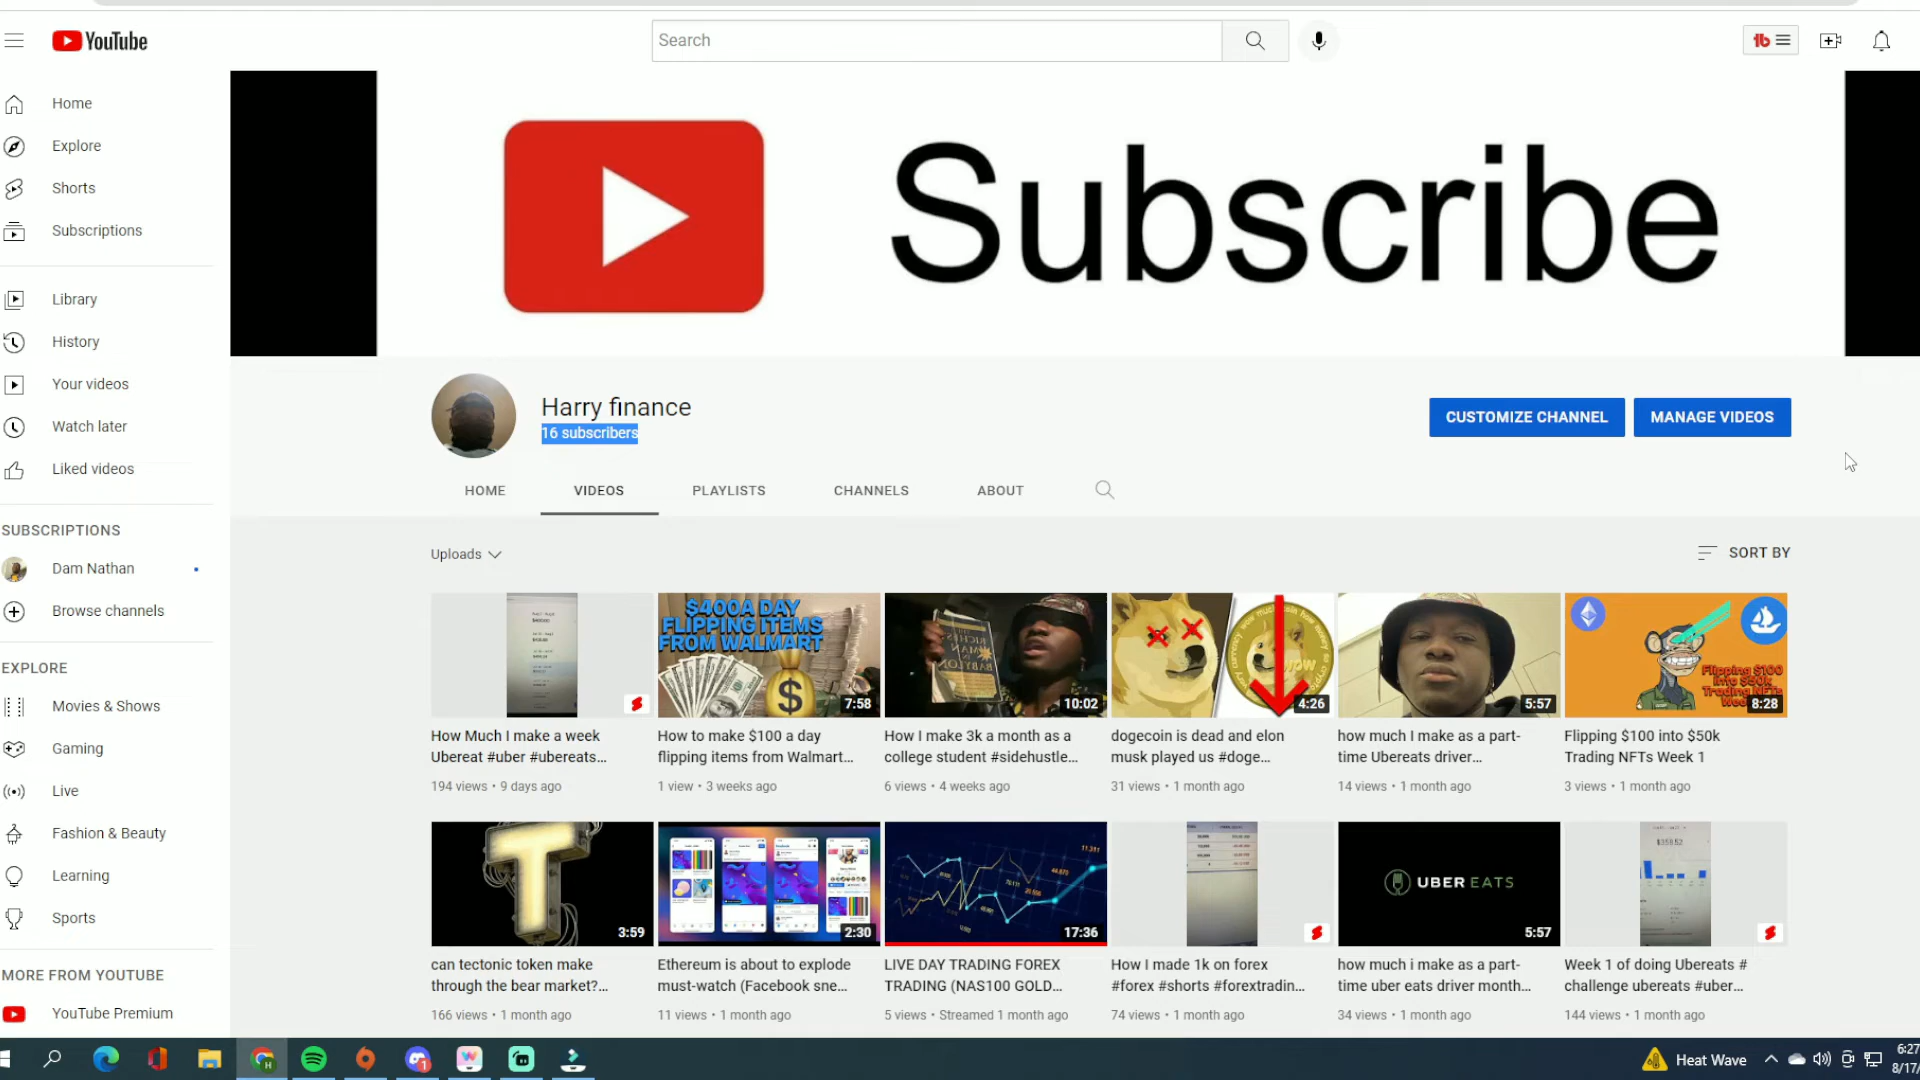 YouTube
Search
Home
Explore
Shorts
Subscriptions
Library
History
Your videos
Watch later
Liked videos
SUBSCRIPTIONS
Dam Nathan
Browse channels
EXPLORE
Movies & Shows
Gaming
Live
Fashion & Beauty
Learning
Sports
MORE FROM YOUTUBE
YouTube Premium
Subscribe
Harry finance
16 subscribers
CUSTOMIZE CHANNEL
MANAGE VIDEOS
HOME
VIDEOS
PLAYLISTS
CHANNELS
ABOUT
Uploads
SORT BY
How Much I make a week
Ubereat #uber #ubereats...
194 views • 9 days ago
$400A DAY
FLIPPING ITEMS
FROM WALMART
7:58
How to make $100 a day
flipping items from Walmart...
1 view • 3 weeks ago
RICHEST
MAN
IN
BABYLON
10:02
How I make 3k a month as a
college student #sidehustle...
6 views • 4 weeks ago
4:26
dogecoin is dead and elon
musk played us #doge...
31 views • 1 month ago
5:57
how much I make as a part-
time Ubereats driver...
14 views • 1 month ago
Flipping $100
into $50k
Trading NFTs
8:28
Flipping $100 into $50k
Trading NFTs Week 1
3 views • 1 month ago
T
3:59
can tectonic token make
through the bear market?...
166 views • 1 month ago
2:30
Ethereum is about to explode
must-watch (Facebook sne...
11 views • 1 month ago
17:36
LIVE DAY TRADING FOREX
TRADING (NAS100 GOLD...
5 views • Streamed 1 month ago
How I made 1k on forex
#forex #shorts #forextradin...
74 views • 1 month ago
UBER EATS
5:57
how much i make as a part-
time uber eats driver month...
34 views • 1 month ago
Week 1 of doing Ubereats #
challenge ubereats #uber...
144 views • 1 month ago
Heat Wave
6:27
8/17/